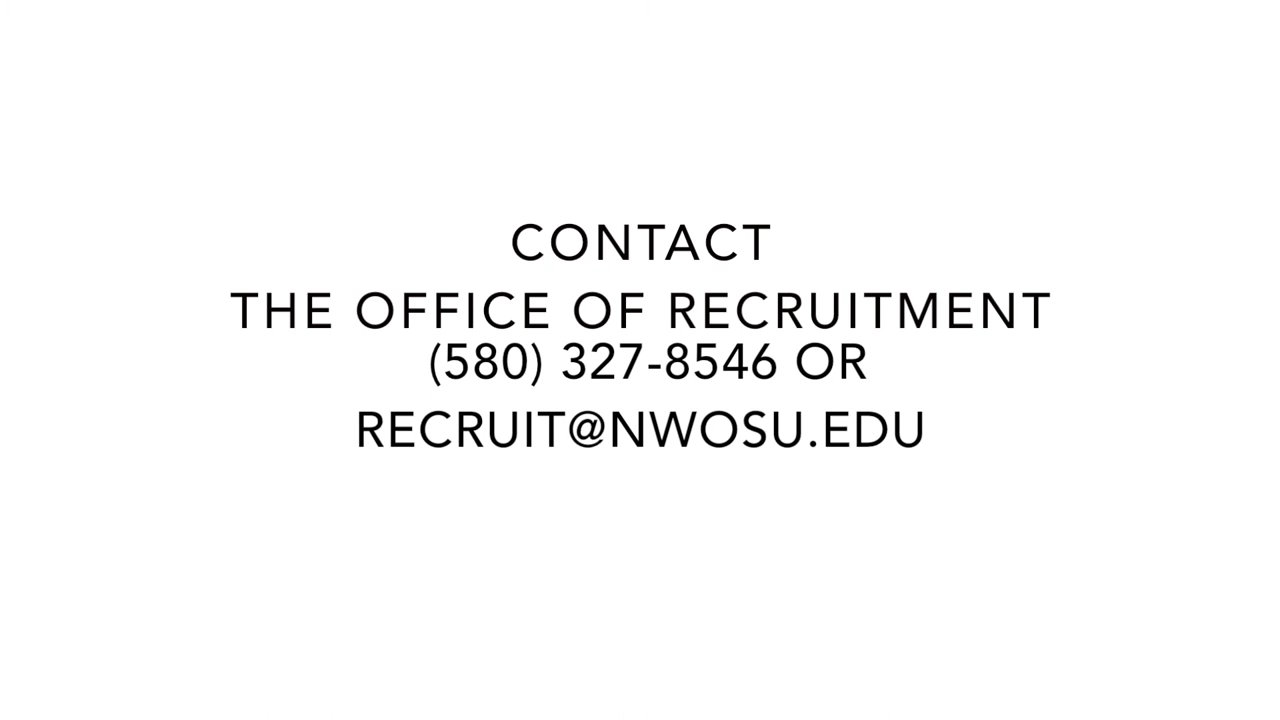 CONTACT
THE OFFICE OF RECRUITMENT
(580) 327-8546 OR
RECRUIT@NWOSU.EDU